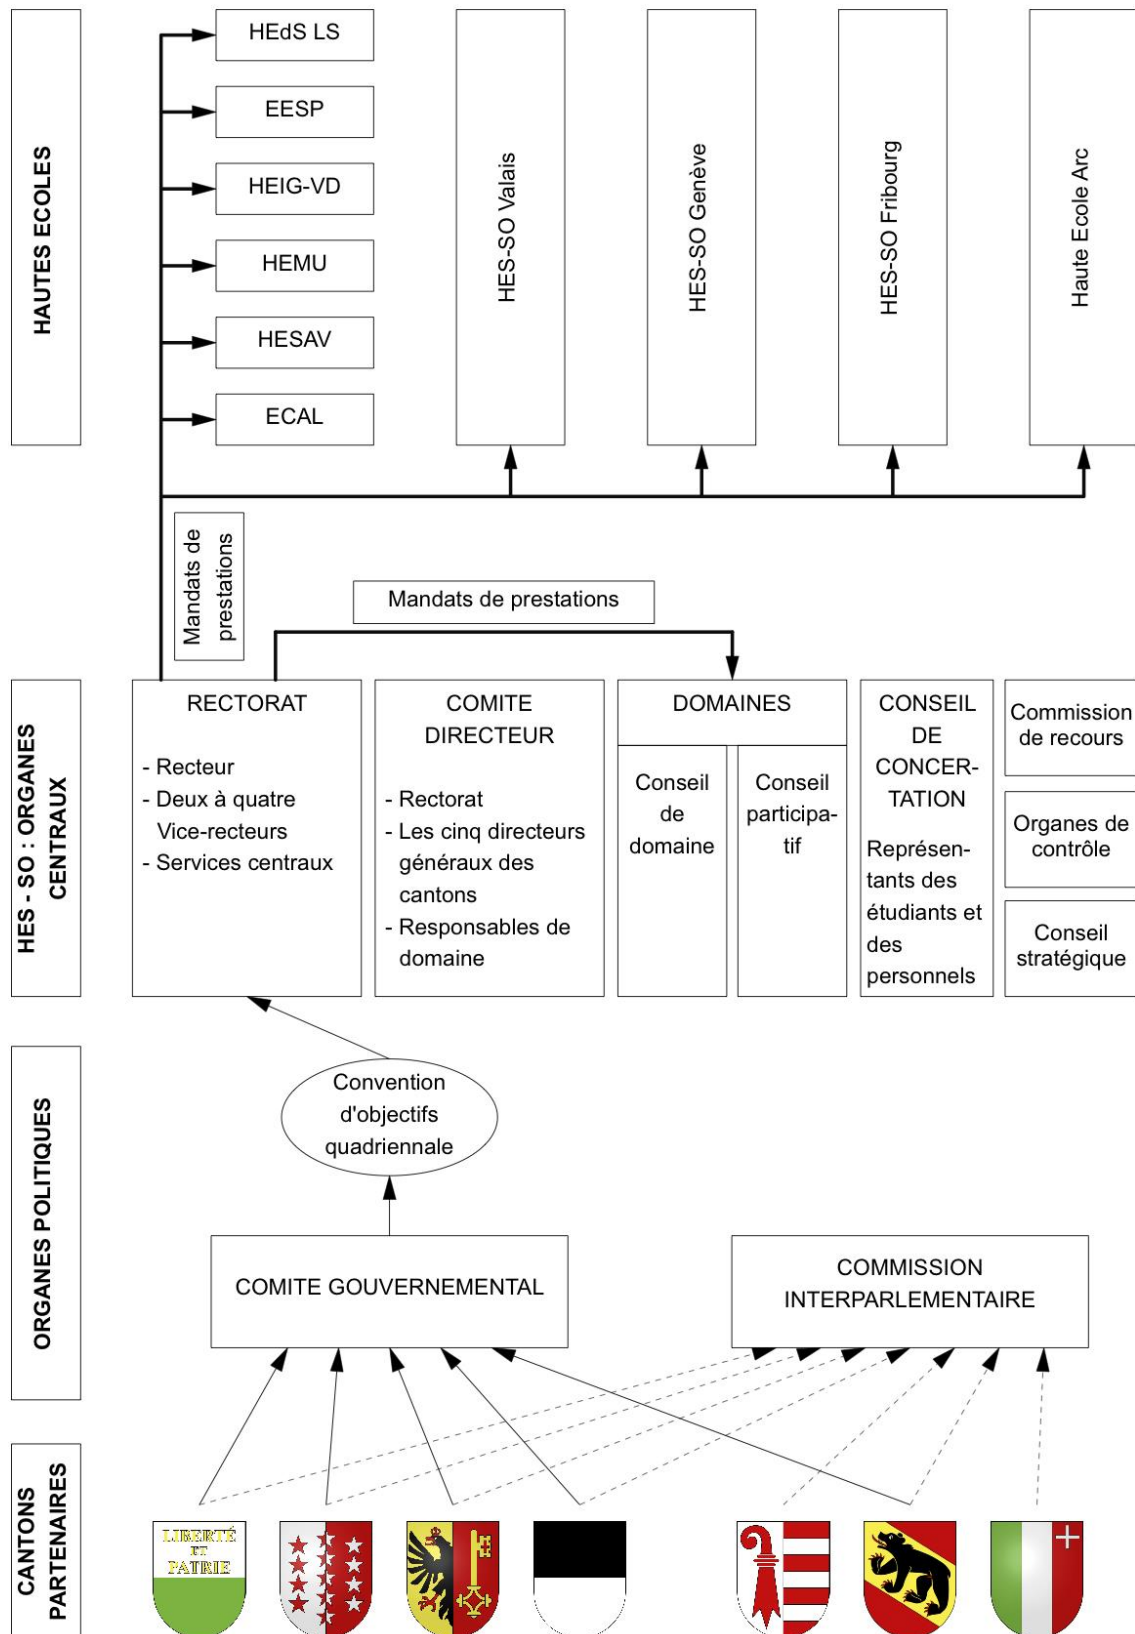 HAUTES ECOLES
HEdS LS
EESP
HEIG-VD
HEMU
HESAV
ECAL
HES-SO Valais
HES-SO Genève
HES-SO Fribourg
Haute Ecole Arc
Mandats de
prestations
Mandats de prestations
HES - SO : ORGANES
CENTRAUX
RECTORAT
- Recteur
- Deux à quatre
Vice-recteurs
- Services centraux
COMITE
DIRECTEUR
- Rectorat
- Les cinq directeurs
généraux des
cantons
- Responsables de
domaine
DOMAINES
Conseil
de
domaine
Conseil
participa-
tif
CONSEIL
DE
CONCER-
TATION
Représen-
tants des
étudiants et
des
personnels
Commission
de recours
Organes de
contrôle
Conseil
stratégique
ORGANES POLITIQUES
Convention
d'objectifs
quadriennale
COMITE GOUVERNEMENTAL
COMMISSION
INTERPARLEMENTAIRE
CANTONS
PARTENAIRES
LIBERTÉ
ET
PATRIE